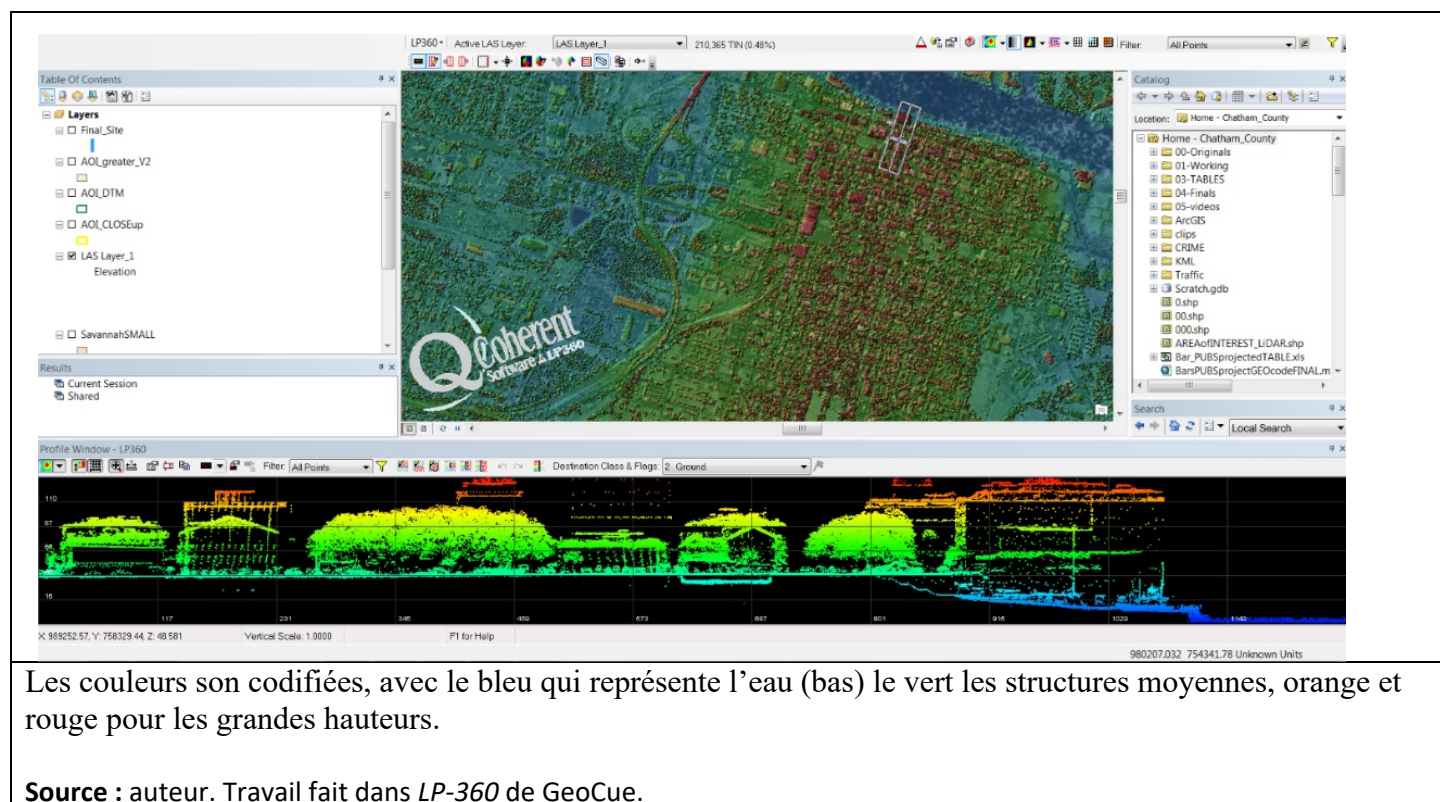 LP360 Active LAS Layer: LAS Layer_1 210,365 TIN (0.48%) Filter: All Points
Table Of Contents
Layers
Final_Site
AOI_greater_V2
AOI_DTM
AOI_CLOSEup
LAS Layer_1
Elevation
SavannahSMALL
Results
Current Session
Shared
QCoherent
Software LP360
Catalog
Location: Home - Chatham_County
Home - Chatham_County
00-Originals
01-Working
03-TABLES
04-Finals
05-videos
ArcGIS
clips
CRIME
KML
Traffic
Scratch.gdb
0.shp
00.shp
000.shp
AREAofINTEREST_LiDAR.shp
Bar_PUBSprojectedTABLE.xls
BarsPUBSprojectGEOcodeFINAL.m
Search
Local Search
Profile Window - LP360
Filter: All Points Destination Class & Flags: 2 Ground
110
87
16
117 231 345 459 573 687 801 915 1029 1143
X: 989252.57, Y: 758329.44, Z: 48.581 Vertical Scale: 1.0000 F1 for Help
980207.032 754341.78 Unknown Units
Les couleurs son codifiées, avec le bleu qui représente l’eau (bas) le vert les structures moyennes, orange et
rouge pour les grandes hauteurs.
Source : auteur. Travail fait dans LP-360 de GeoCue.